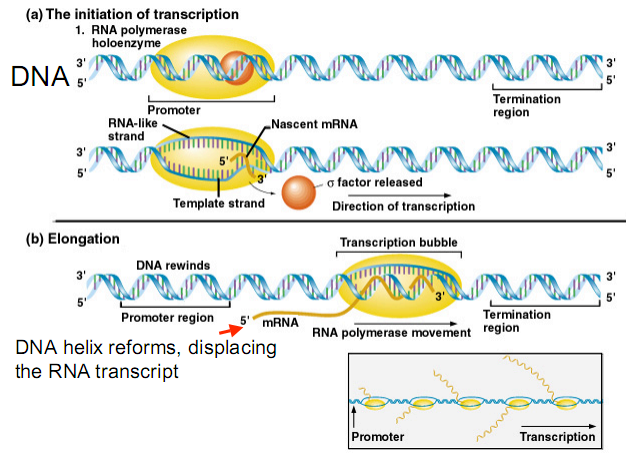 (a) The initiation of transcription
1. RNA polymerase
holoenzyme
DNA
3'
5'
3'
5'
Promoter
Termination
region
RNA-like
strand
Nascent mRNA
3'
5'
5'
3'
3'
5'
Template strand
σ factor released
Direction of transcription
(b) Elongation
Transcription bubble
DNA rewinds
3'
5'
3'
3'
5'
Promoter region
5'
mRNA
RNA polymerase movement
Termination
region
DNA helix reforms, displacing
the RNA transcript
Promoter
Transcription